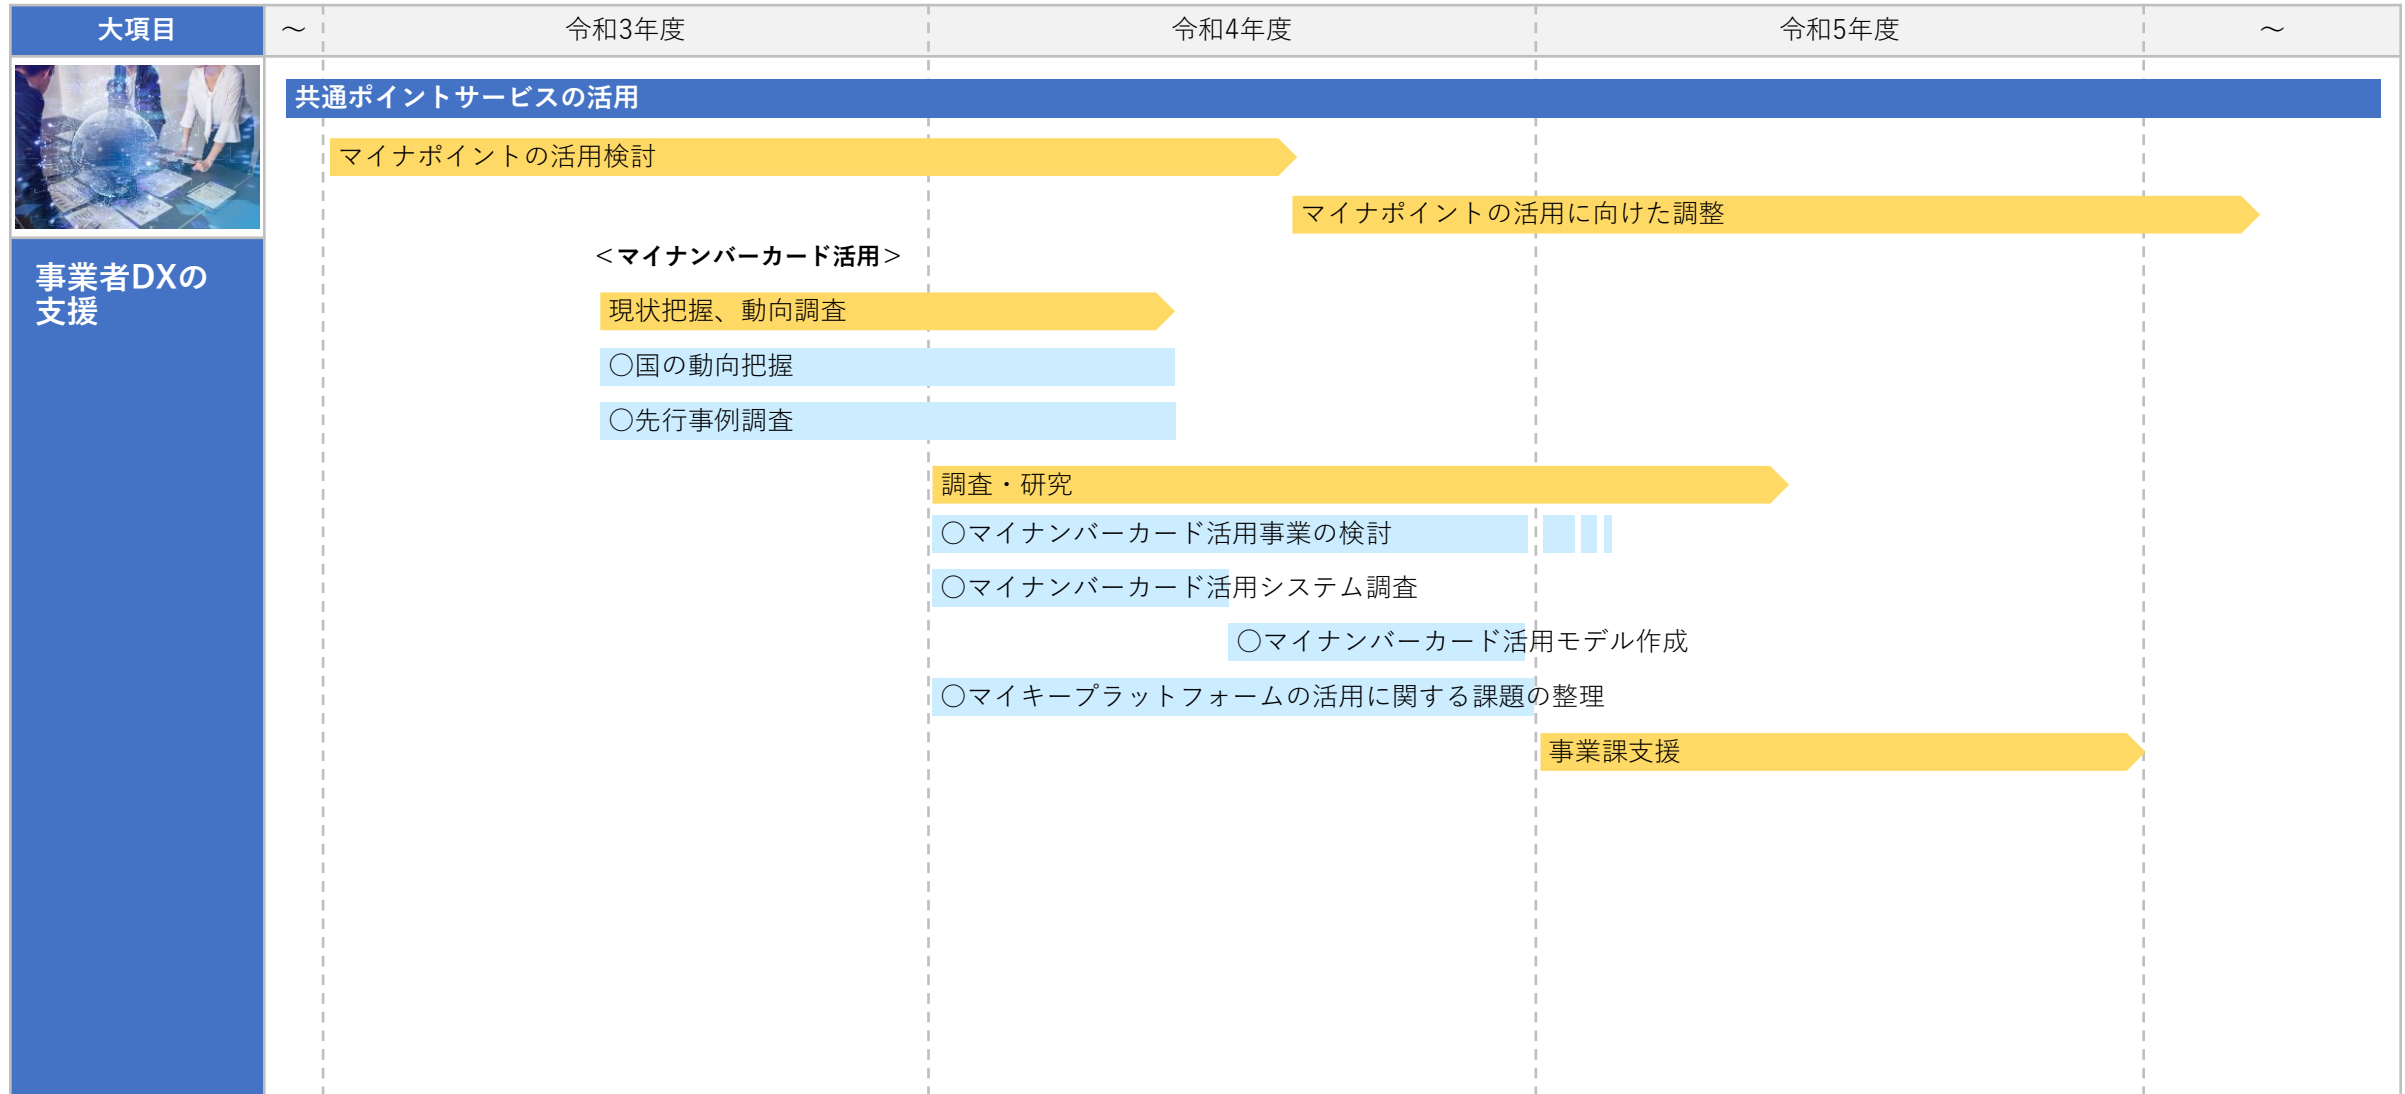 大項目
～
令和3年度
令和4年度
令和5年度
～
共通ポイントサービスの活用
マイナポイントの活用検討
マイナポイントの活用に向けた調整
事業者DXの
支援
＜マイナンバーカード活用＞
現状把握、動向調査
〇国の動向把握
〇先行事例調査
調査・研究
〇マイナンバーカード活用事業の検討
〇マイナンバーカード活用システム調査
〇マイナンバーカード活用モデル作成
〇マイキープラットフォームの活用に関する課題の整理
事業課支援